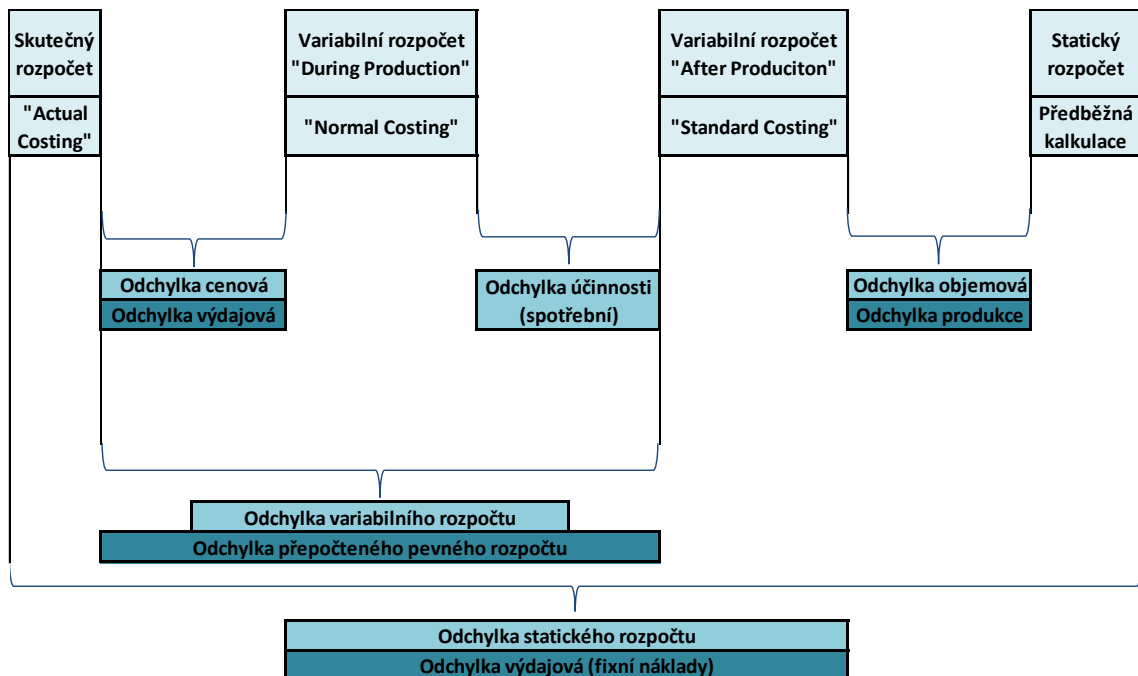 Skutečný
rozpočet
Variabilní rozpočet
"During Production"
Variabilní rozpočet
"After Produciton"
Statický
rozpočet
"Actual
Costing"
"Normal Costing"
"Standard Costing"
Předběžná
kalkulace
Odchylka cenová
Odchylka výdajová
Odchylka účinnosti
(spotřební)
Odchylka objemová
Odchylka produkce
Odchylka variabilního rozpočtu
Odchylka přepočteného pevného rozpočtu
Odchylka statického rozpočtu
Odchylka výdajová (fixní náklady)